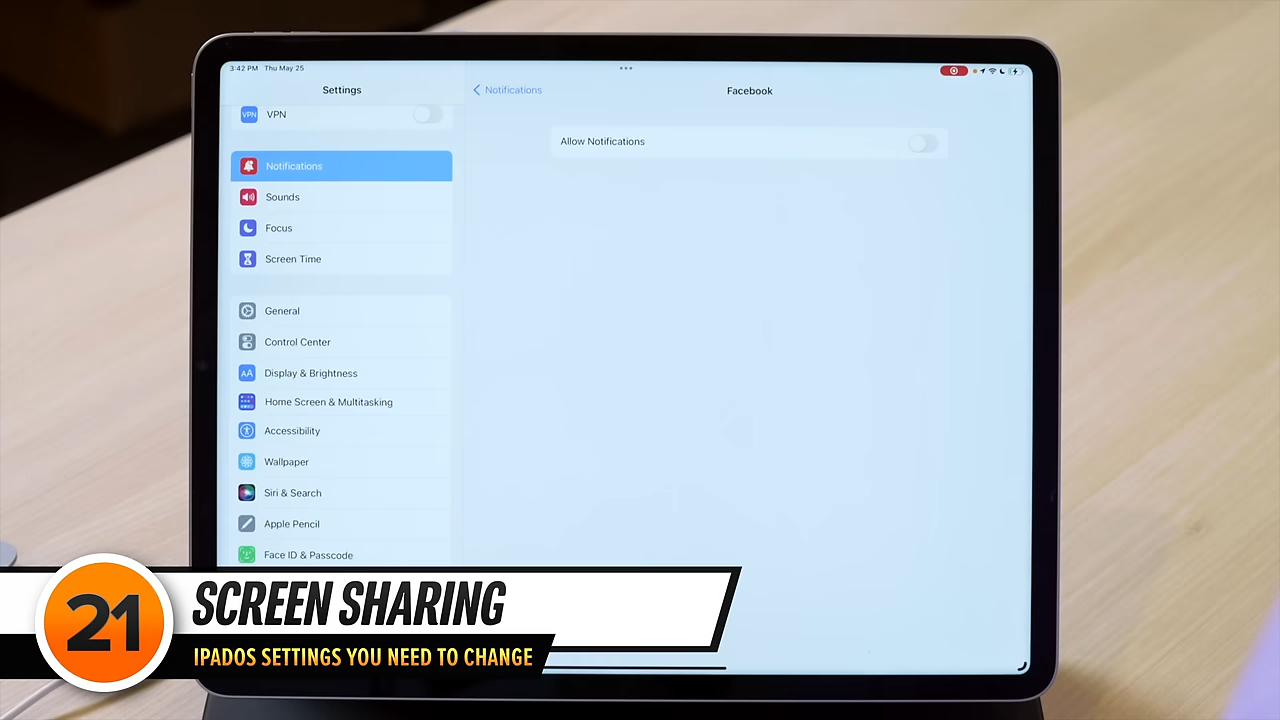 3:42 PM Thu May 25
Settings
Notifications
Facebook
VPN
VPN
Allow Notifications
Notifications
Sounds
Focus
Screen Time
General
Control Center
AA
Display & Brightness
Home Screen & Multitasking
Accessibility
Wallpaper
Siri & Search
Apple Pencil
Face ID & Passcode
21
SCREEN SHARING
IPADOS SETTINGS YOU NEED TO CHANGE